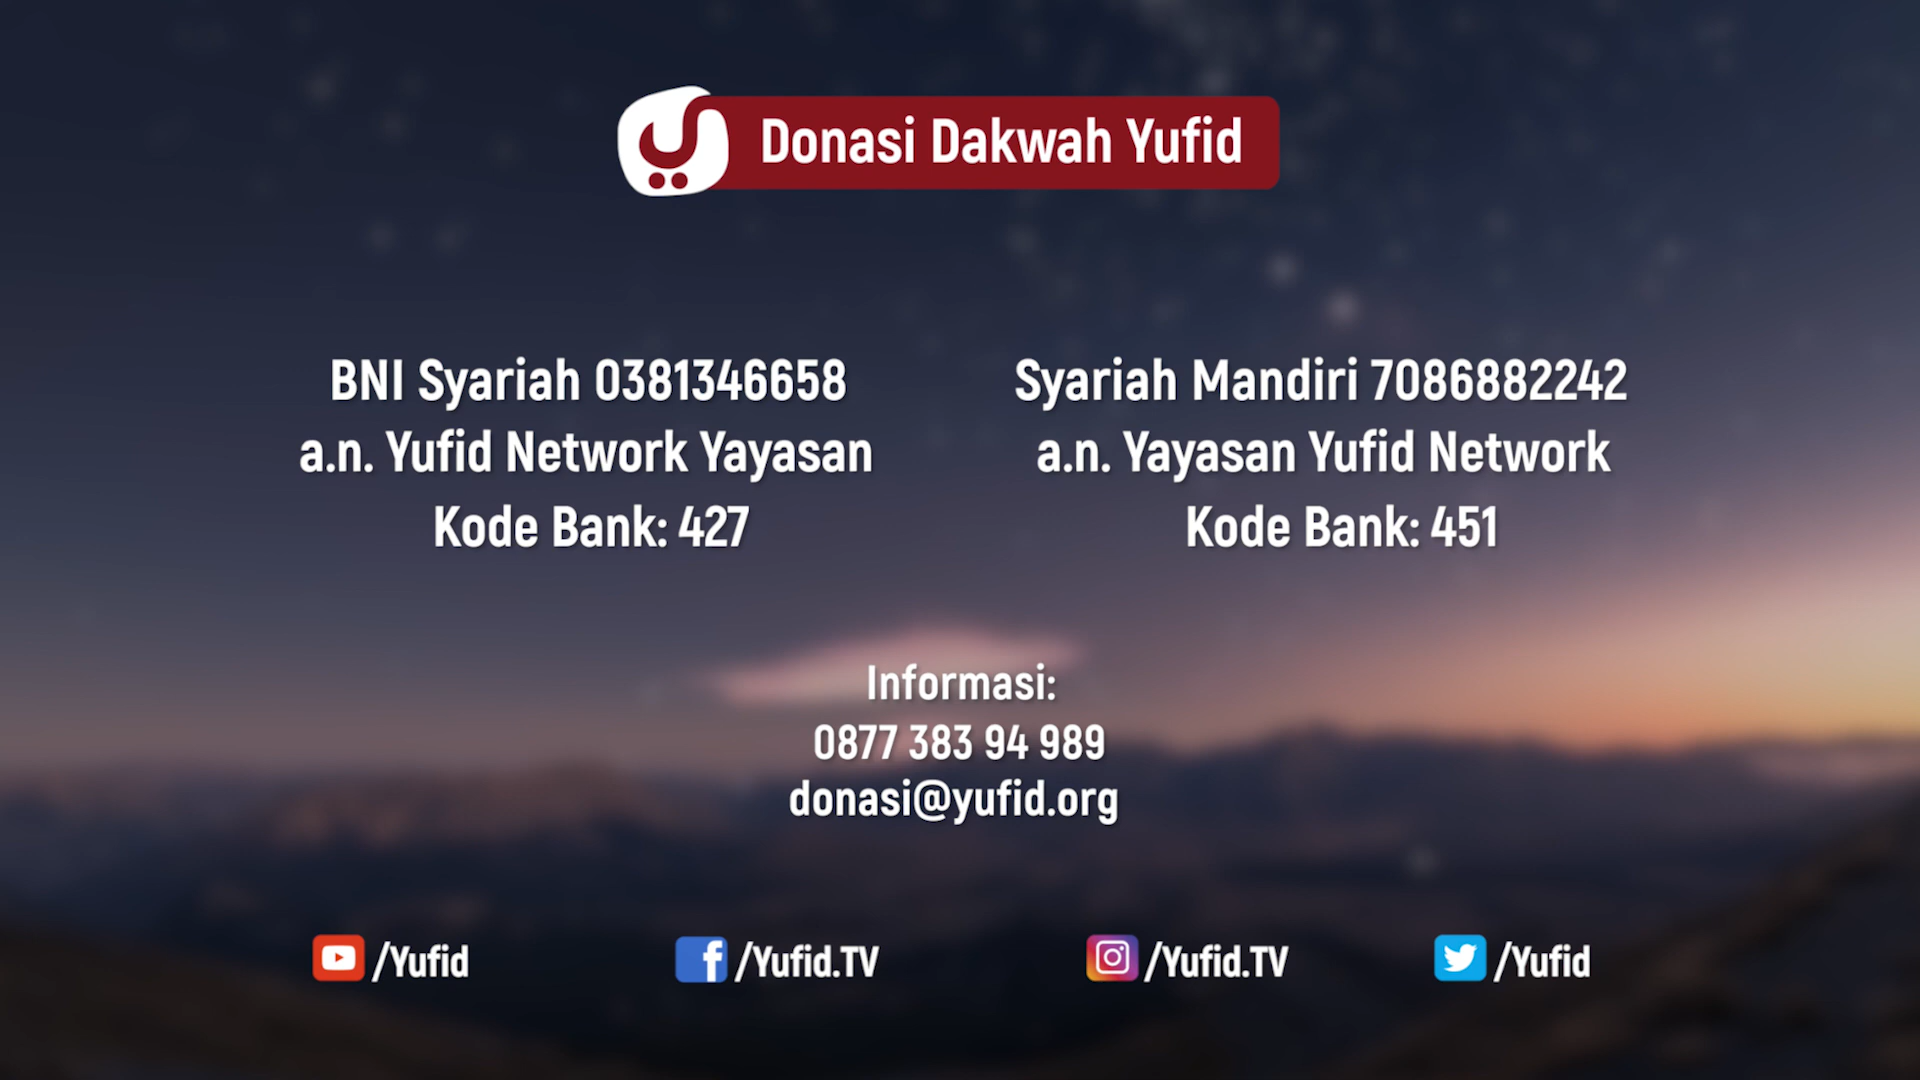 Donasi Dakwah Yufid
BNI Syariah 0381346658
a.n. Yufid Network Yayasan
Kode Bank: 427
Syariah Mandiri 7086882242
a.n. Yayasan Yufid Network
Kode Bank: 451
Informasi:
0877 383 94 989
donasi@yufid.org
/Yufid
/Yufid.TV
/Yufid.TV
/Yufid